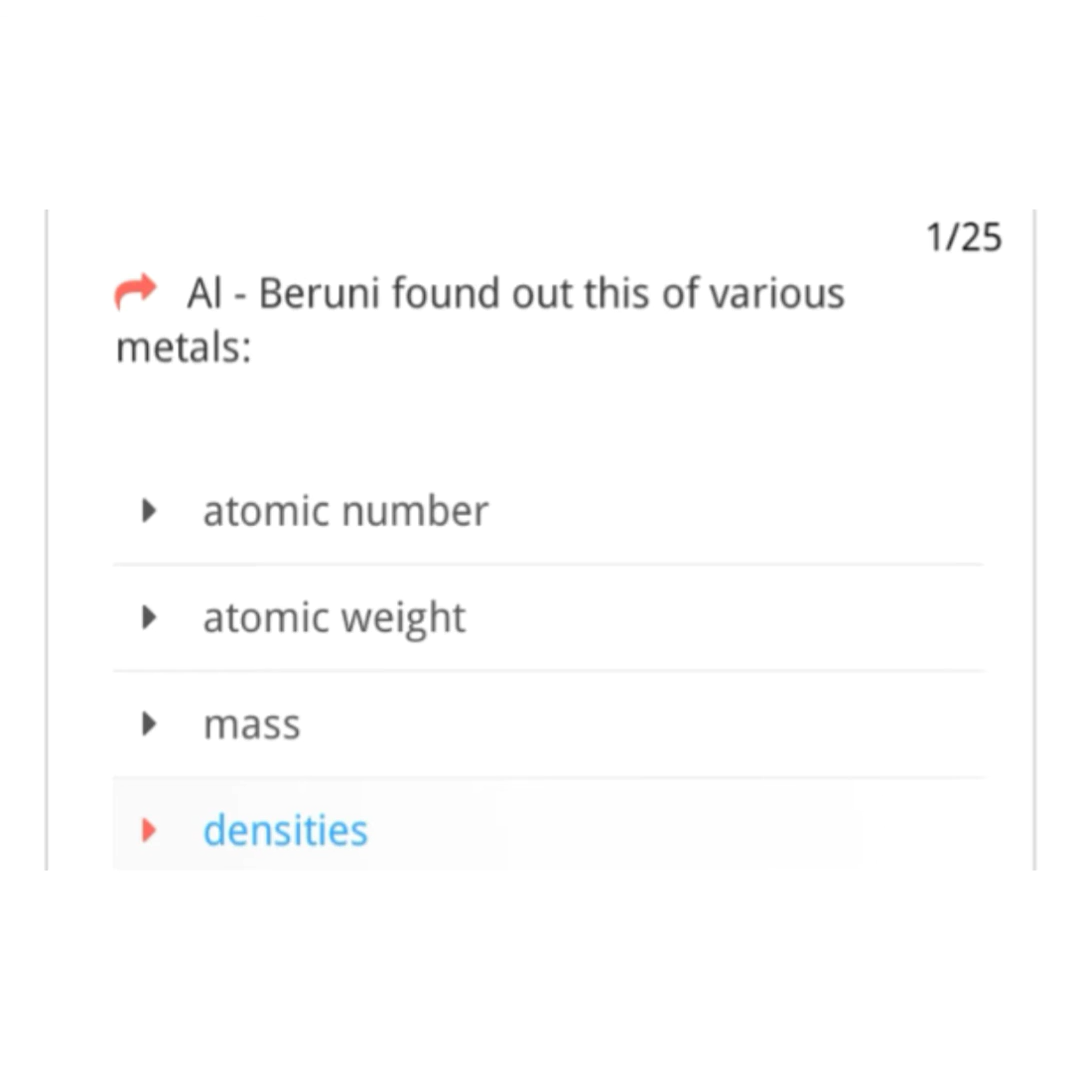 1/25
Al - Beruni found out this of various
metals:
atomic number
atomic weight
mass
densities